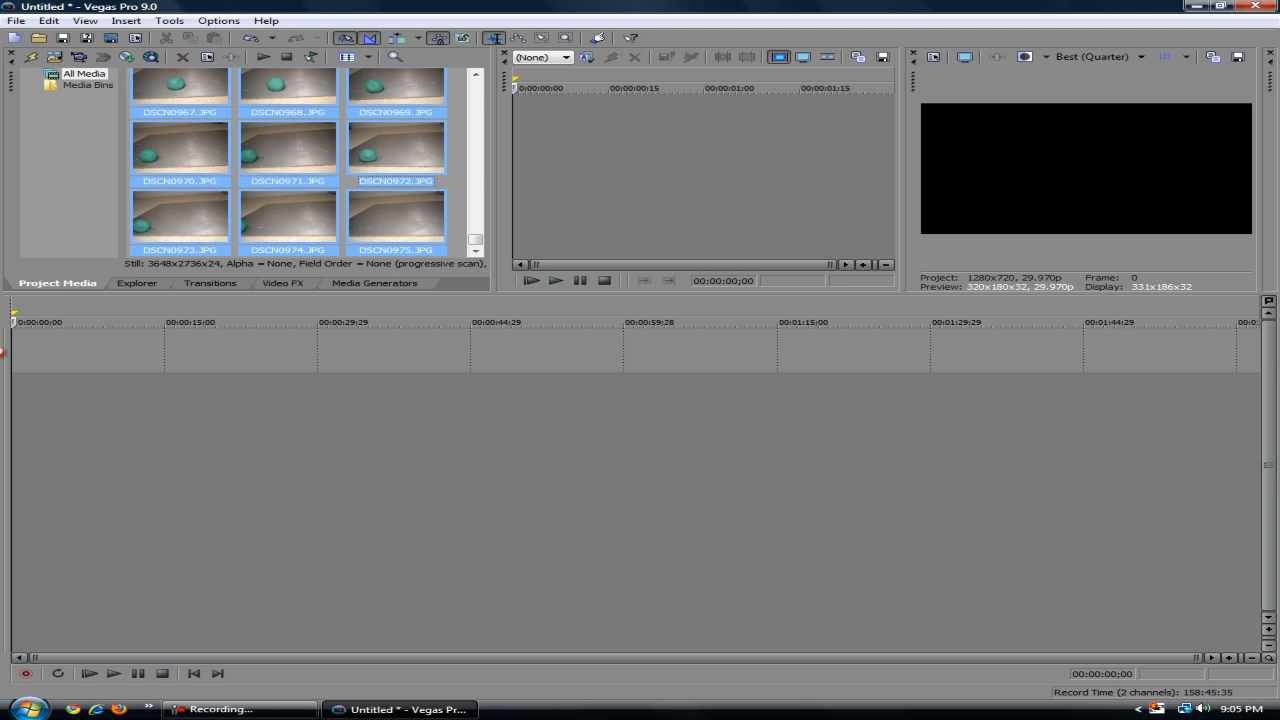 Untitled * - Vegas Pro 9.0
File Edit View Insert Tools Options Help
(None)
Best (Quarter)
All Media
Media Bins
0:00:00:00 00:00:00:15 00:00:01:00 00:00:01:15
DSCN0967.JPG DSCN0968.JPG DSCN0969.JPG
DSCN0970.JPG DSCN0971.JPG DSCN0972.JPG
DSCN0973.JPG DSCN0974.JPG DSCN0975.JPG
Still: 3648x2736x24, Alpha = None, Field Order = None (progressive scan),
Project Media Explorer Transitions Video FX Media Generators
00:00:00;00
Project: 1280x720, 29.970p Frame: 0
Preview: 320x180x32, 29.970p Display: 331x186x32
0:00:00;00 00:00:15;00 00:00:29;29 00:00:44;29 00:00:59;28 00:01:15;00 00:01:29;29 00:01:44;29 00:0
00:00:00;00
Record Time (2 channels): 158:45:35
Recording...
Untitled * - Vegas Pr...
9:05 PM